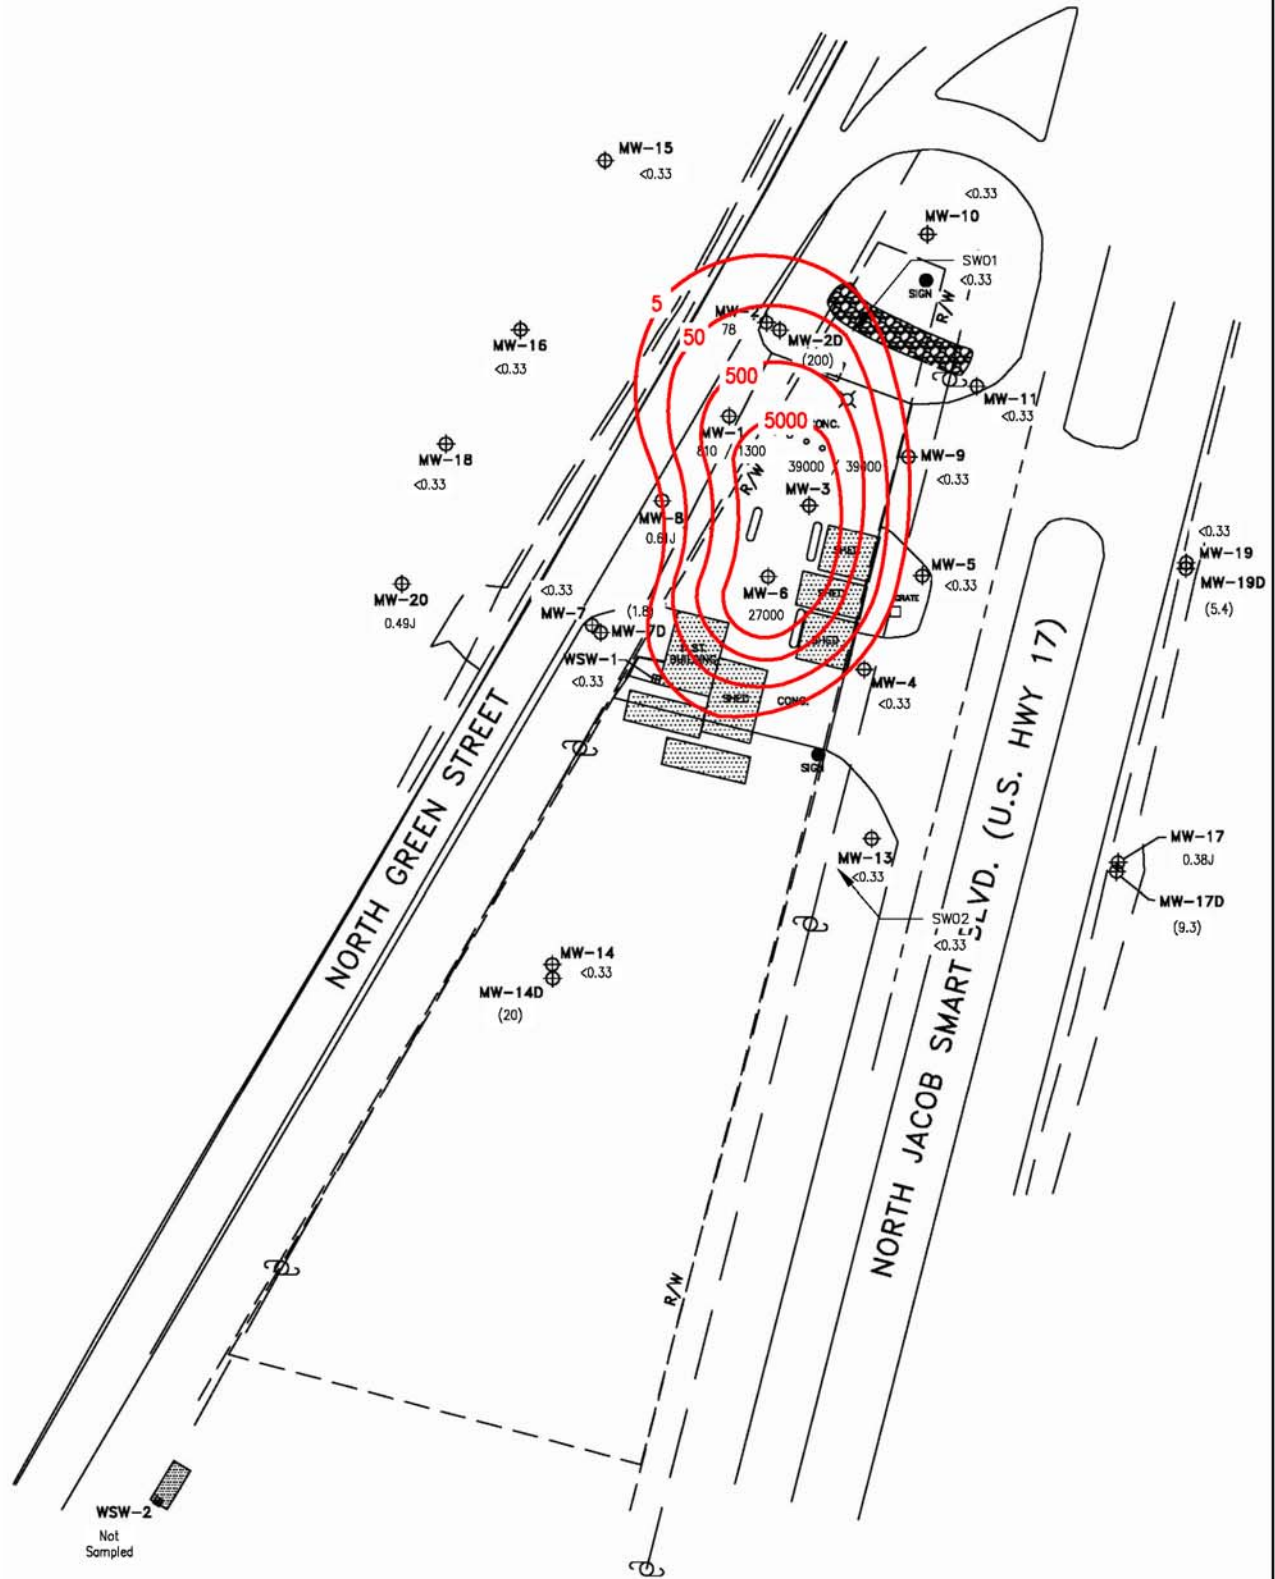 MW-15
<0.33
<0.33
MW-10
SW01
<0.33
SIGN
R/W
5
MW-2
78
50
MW-2D
(200)
MW-16
<0.33
500
MW-11
<0.33
5000
CONC.
MW-1
810 1300
39000 / 39000
R/W
MW-9
<0.33
MW-18
<0.33
MW-3
MW-8
0.61J
SHED
<0.33
MW-19
MW-19D
(5.4)
MW-5
<0.33
MW-6
27000
SHED
GRATE
MW-20
0.49J
<0.33
MW-7
(1.8)
MW-7D
SHED
WSW-1
<0.33
BUILDING
MW-4
<0.33
SHED
CONC.
SIGN
NORTH GREEN STREET
NORTH JACOB SMART BLVD. (U.S. HWY 17)
MW-13
<0.33
MW-17
0.38J
MW-17D
(9.3)
SW02
<0.33
MW-14
<0.33
MW-14D
(20)
R/W
WSW-2
Not
Sampled